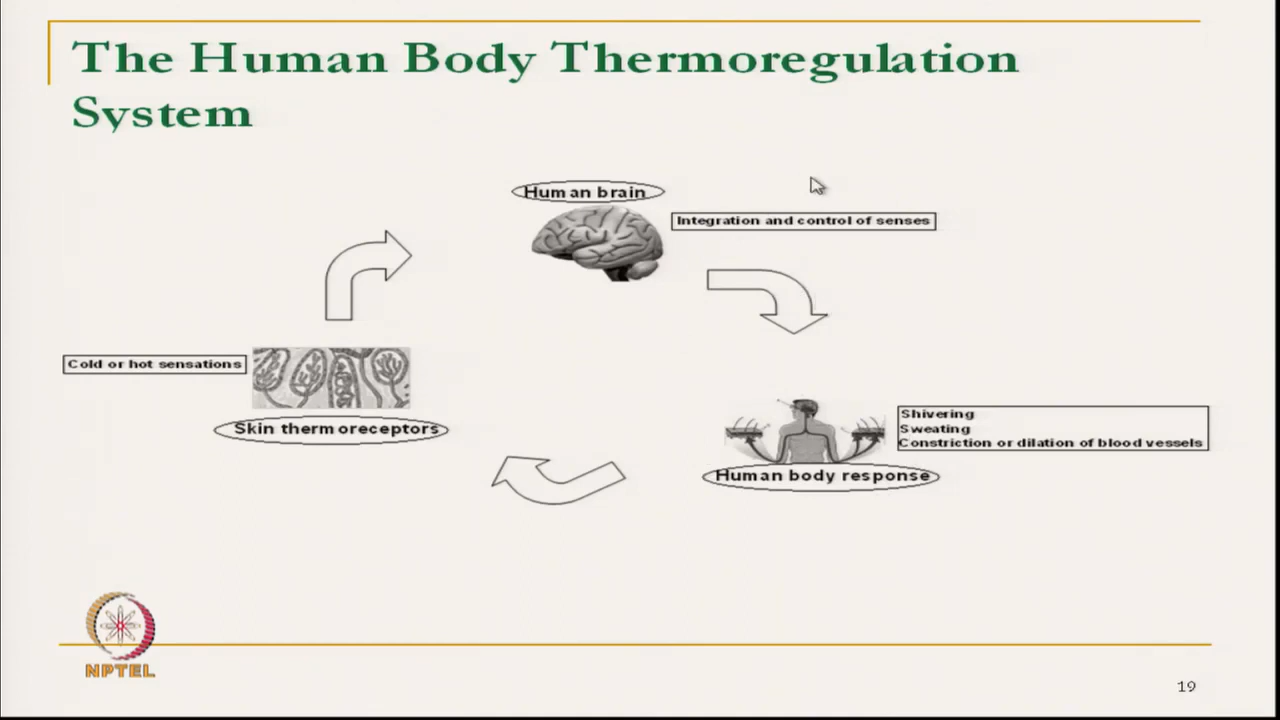 The Human Body Thermoregulation
System
Human brain
Integration and control of senses
Cold or hot sensations
Skin thermoreceptors
Shivering
Sweating
Constriction or dilation of blood vessels
Human body response
NPTEL
19